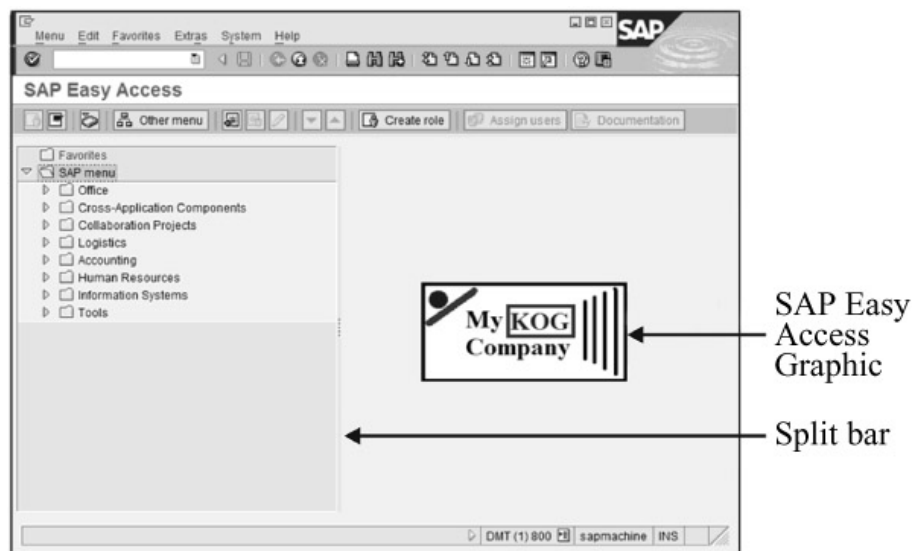 Menu Edit Favorites Extras System Help
SAP
SAP Easy Access
Other menu Create role Assign users Documentation
Favorites
SAP menu
Office
Cross-Application Components
Collaboration Projects
Logistics
Accounting
Human Resources
Information Systems
Tools
My KOG
Company
SAP Easy
Access
Graphic
Split bar
DMT (1) 800 sapmachine INS